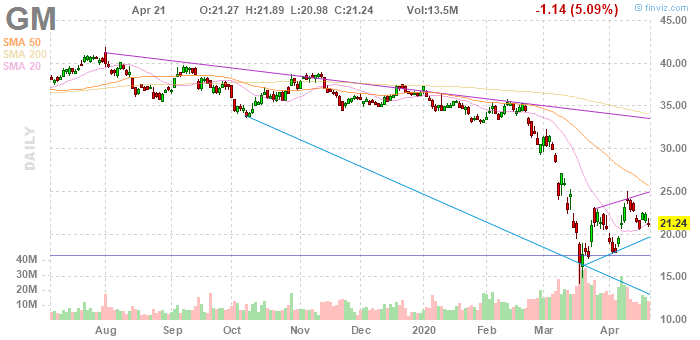 GM Apr 21 O:21.27 H:21.89 L:20.98 C:21.24 Vol:13.5M -1.14 (5.09%) © finviz.com
SMA 50
SMA 200
SMA 20
DAILY
45.00
40.00
35.00
30.00
25.00
21.24
20.00
15.00
10.00
40M
30M
20M
10M
Aug Sep Oct Nov Dec 2020 Feb Mar Apr